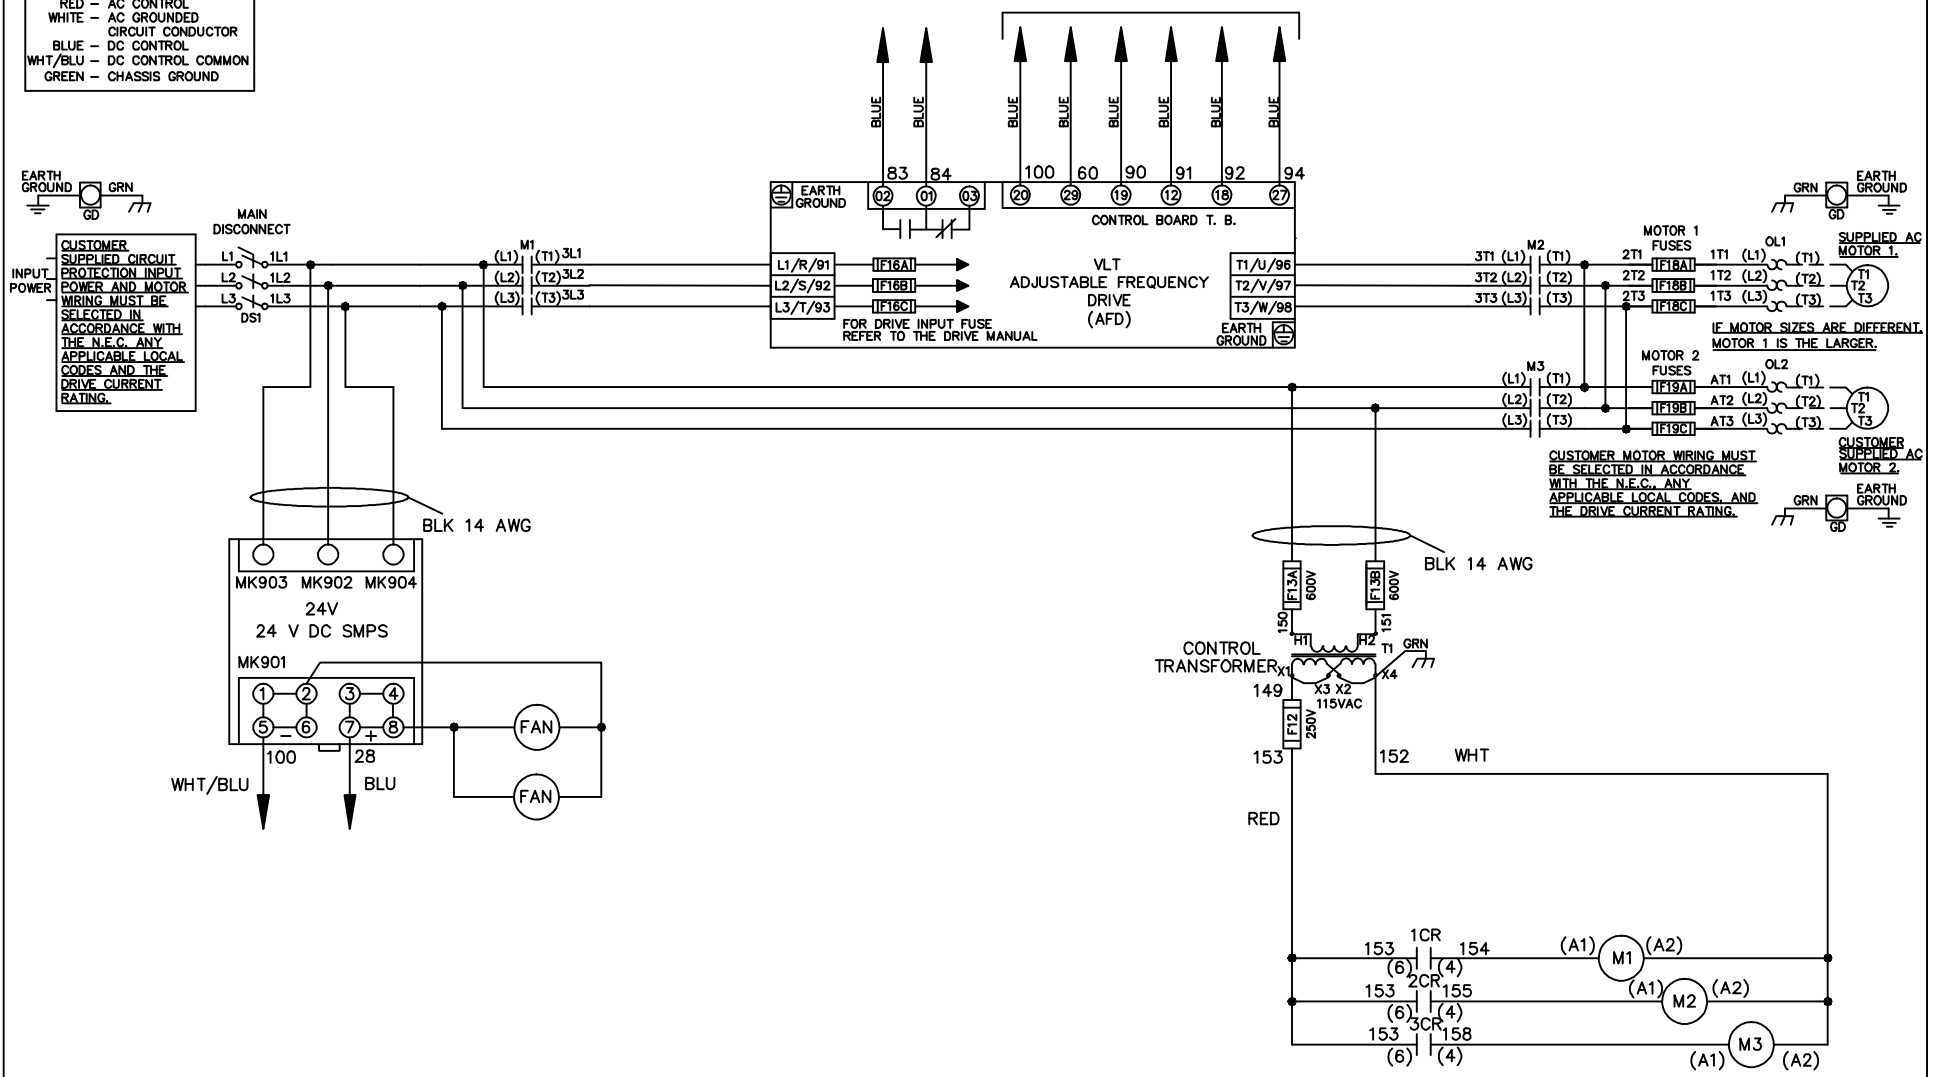 RED – AC CONTROL
WHITE – AC GROUNDED
CIRCUIT CONDUCTOR
BLUE – DC CONTROL
WHT/BLU – DC CONTROL COMMON
GREEN – CHASSIS GROUND
BLUE
BLUE
BLUE
BLUE
BLUE
BLUE
BLUE
BLUE
83
84
100
60
90
91
92
94
EARTH
GROUND
02
01
03
20
29
19
12
18
27
CONTROL BOARD T. B.
EARTH
GROUND
GRN
GD
MAIN
DISCONNECT
INPUT
POWER
CUSTOMER
SUPPLIED CIRCUIT
PROTECTION INPUT
POWER AND MOTOR
WIRING MUST BE
SELECTED IN
ACCORDANCE WITH
THE N.E.C. ANY
APPLICABLE LOCAL
CODES AND THE
DRIVE CURRENT
RATING.
L1
1L1
L2
1L2
L3
1L3
DS1
M1
(L1)
(T1)
3L1
(L2)
(T2)
3L2
(L3)
(T3)
3L3
L1/R/91
L2/S/92
L3/T/93
F16A
F16B
F16C
FOR DRIVE INPUT FUSE
REFER TO THE DRIVE MANUAL
VLT
ADJUSTABLE FREQUENCY
DRIVE
(AFD)
T1/U/96
T2/V/97
T3/W/98
EARTH
GROUND
3T1 (L1)
M2
(T1)
3T2 (L2)
(T2)
3T3 (L3)
(T3)
MOTOR 1
FUSES
2T1
F18A
1T1
(L1)
OL1
(T1)
2T2
F18B
1T2
(L2)
(T2)
2T3
F18C
1T3
(L3)
(T3)
GRN
GD
EARTH
GROUND
SUPPLIED AC
MOTOR 1.
T1
T2
T3
IF MOTOR SIZES ARE DIFFERENT,
MOTOR 1 IS THE LARGER.
M3
(L1)
(T1)
(L2)
(T2)
(L3)
(T3)
MOTOR 2
FUSES
F19A
AT1
(L1)
OL2
(T1)
F19B
AT2
(L2)
(T2)
F19C
AT3
(L3)
(T3)
T1
T2
T3
CUSTOMER
SUPPLIED AC
MOTOR 2.
CUSTOMER MOTOR WIRING MUST
BE SELECTED IN ACCORDANCE
WITH THE N.E.C., ANY
APPLICABLE LOCAL CODES, AND
THE DRIVE CURRENT RATING.
GRN
GD
EARTH
GROUND
BLK 14 AWG
MK903
MK902
MK904
24V
24 V DC SMPS
MK901
1
2
3
4
5
–
6
7
+
8
FAN
FAN
100
28
WHT/BLU
BLU
BLK 14 AWG
F13A
600V
F13B
600V
150
151
H1
H2
T1
GRN
CONTROL
TRANSFORMER
X1
X3 X2
X4
115VAC
149
F12
250V
153
152
WHT
RED
153
1CR
154
(6)
(4)
(A1)
M1
(A2)
153
2CR
155
(6)
(4)
(A1)
M2
(A2)
153
3CR
158
(6)
(4)
(A1)
M3
(A2)